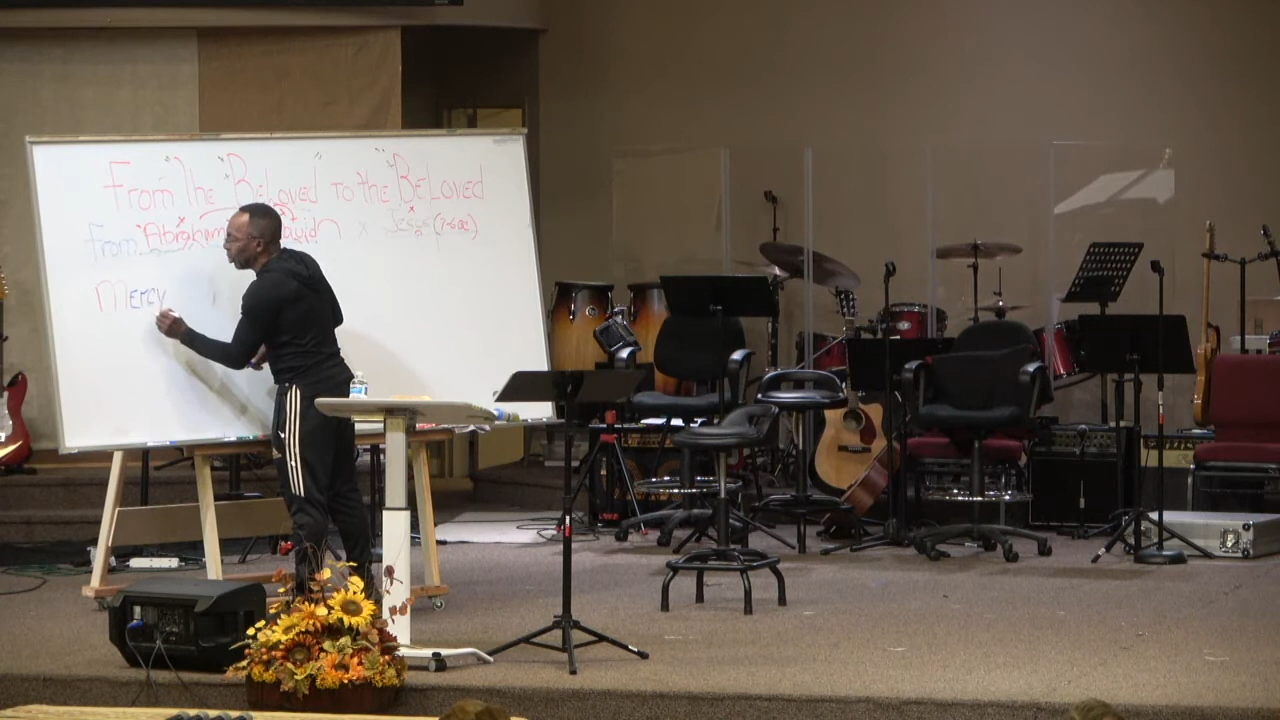 From "The "BeLoved" To the "BeLoved
from "Abraham David x Jesus
Mercy